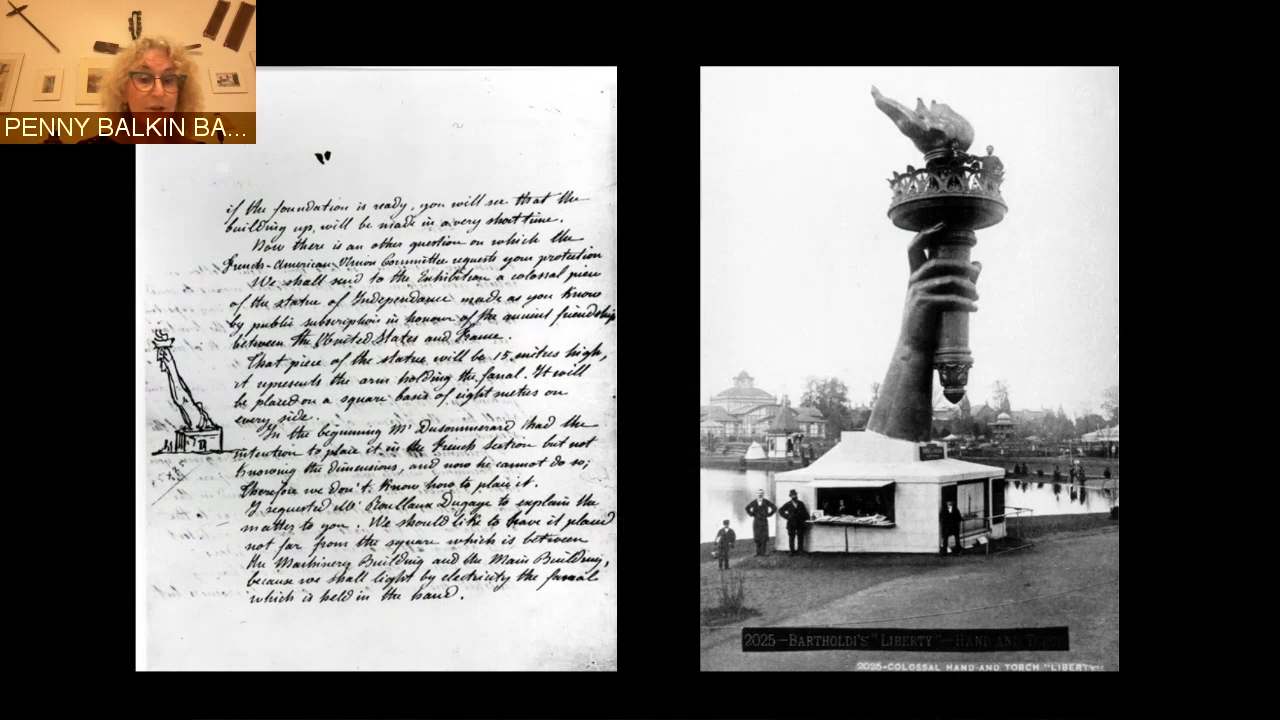 PENNY BALKIN BA...
if the foundation is ready, you will see that the
building up, will be made in a very short time.
Now there is an other question on which the
French-American Union Committee requests your protection
We shall send to the Exhibition a colossal piece
of the statue of Independance made as you know
by public subscription in honour of the ancient friendship
between the United States and France.
That piece of the statue will be 15 metres high,
it represents the arm holding the fanal. It will
be placed on a square basis of eight metres on
every side.
In the beginning Mr Dusommerard had the
intention to place it in the French Section but not
knowing the dimensions, and now he cannot do so;
Therefore we don't know how to place it.
I requested Mr Roullaux Dugage to explain the
matter to you. We should like to have it placed
not far from the square which is between
the Machinery Building and the Main Building,
because we shall light by electricity the fanal
which is held in the hand.
2025—BARTHOLDI'S "LIBERTY"—HAND AND TORCH
2025-COLOSSAL HAND AND TORCH "LIBERTY"